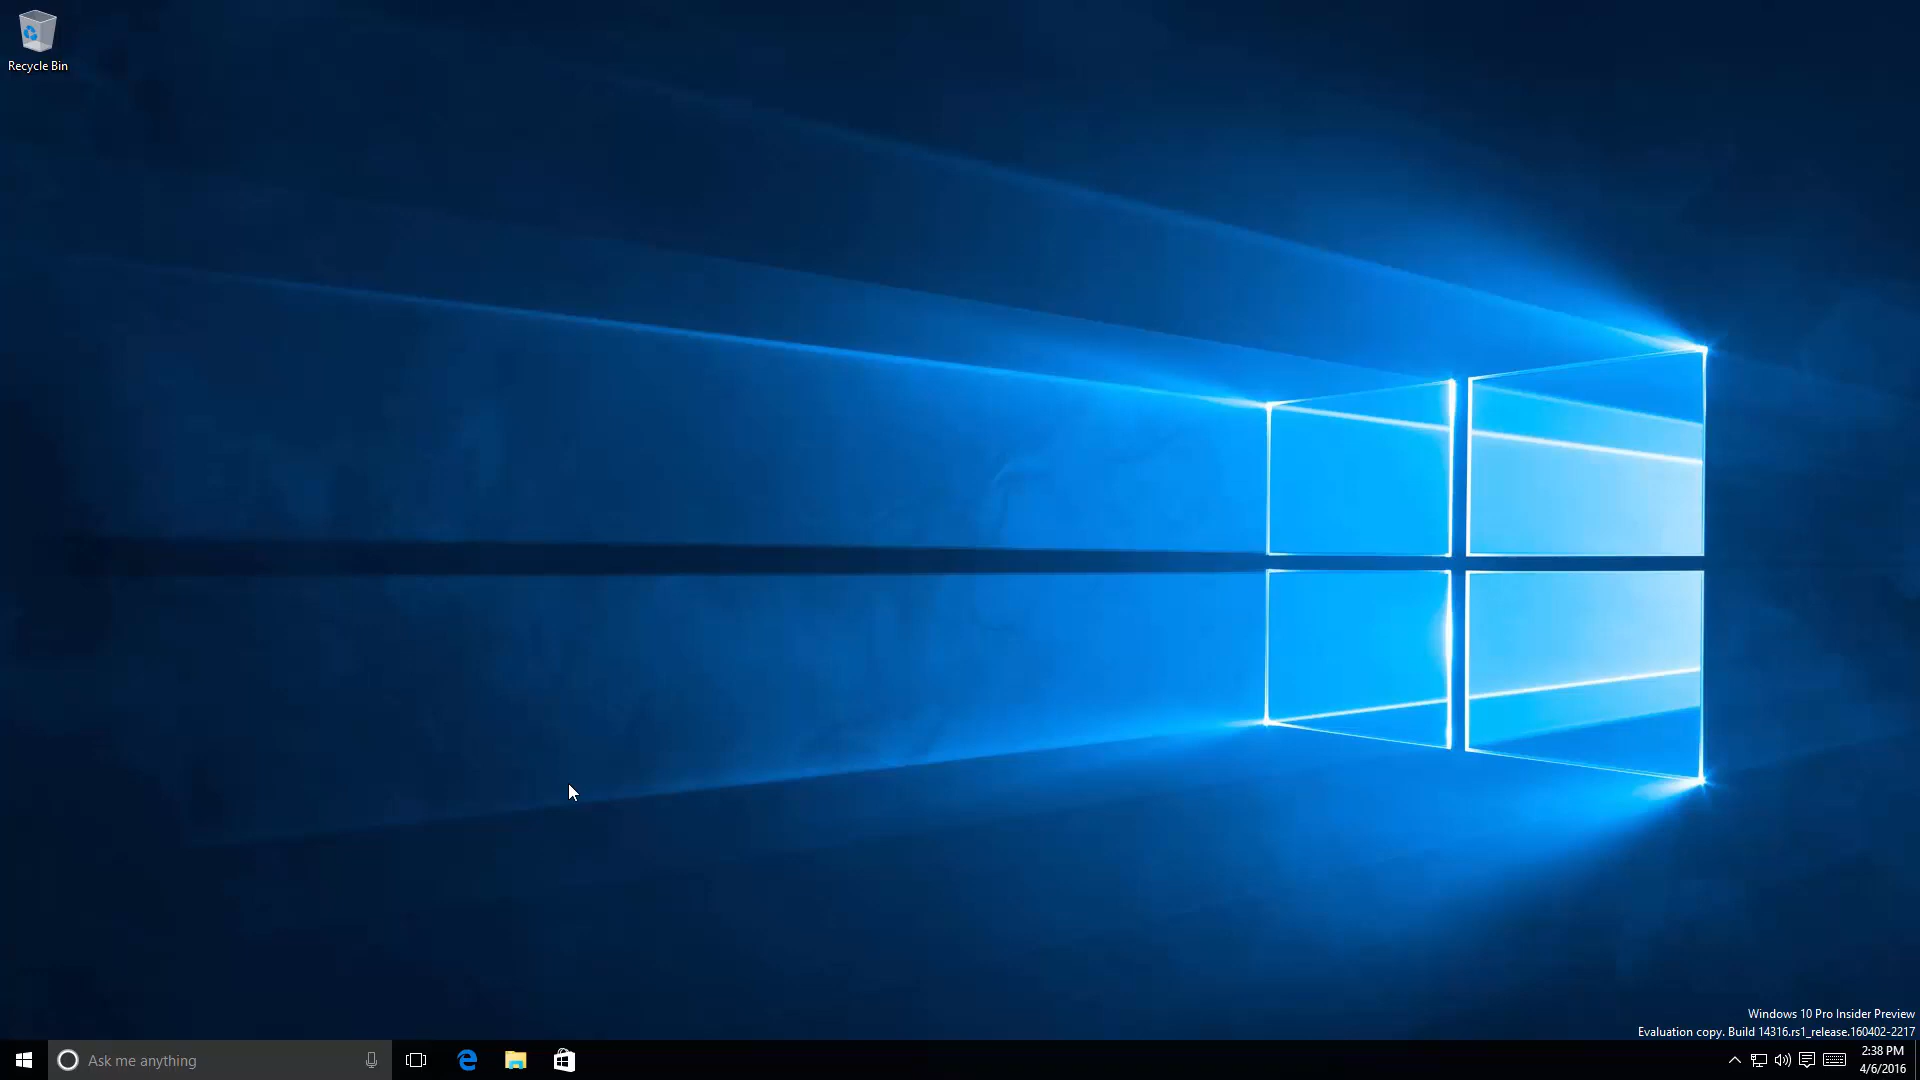 Recycle Bin
Windows 10 Pro Insider Preview
Evaluation copy. Build 14316.rs1_release.160402-2217
Ask me anything
2:38 PM
4/6/2016